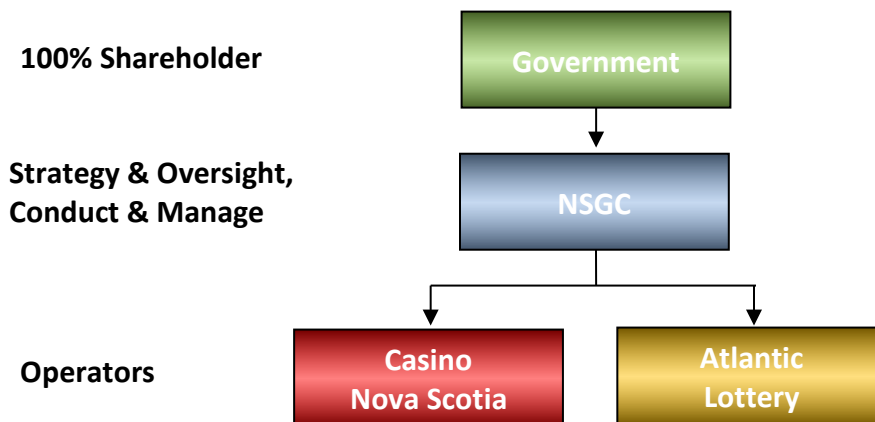 100% Shareholder
Government
Strategy & Oversight,
Conduct & Manage
NSGC
Operators
Casino
Nova Scotia
Atlantic
Lottery